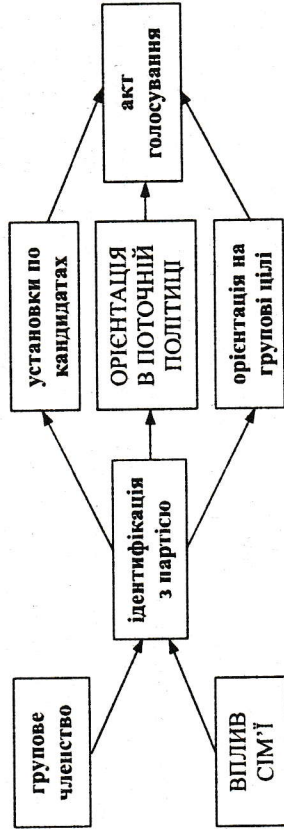 групове
членство
ВПЛИВ
СІМ'Ї
ідентифікація
з партією
установки по
кандидатах
ОРІЄНТАЦІЯ
В ПОТОЧНІЙ
ПОЛІТИЦІ
орієнтація на
групові цілі
акт
голосування